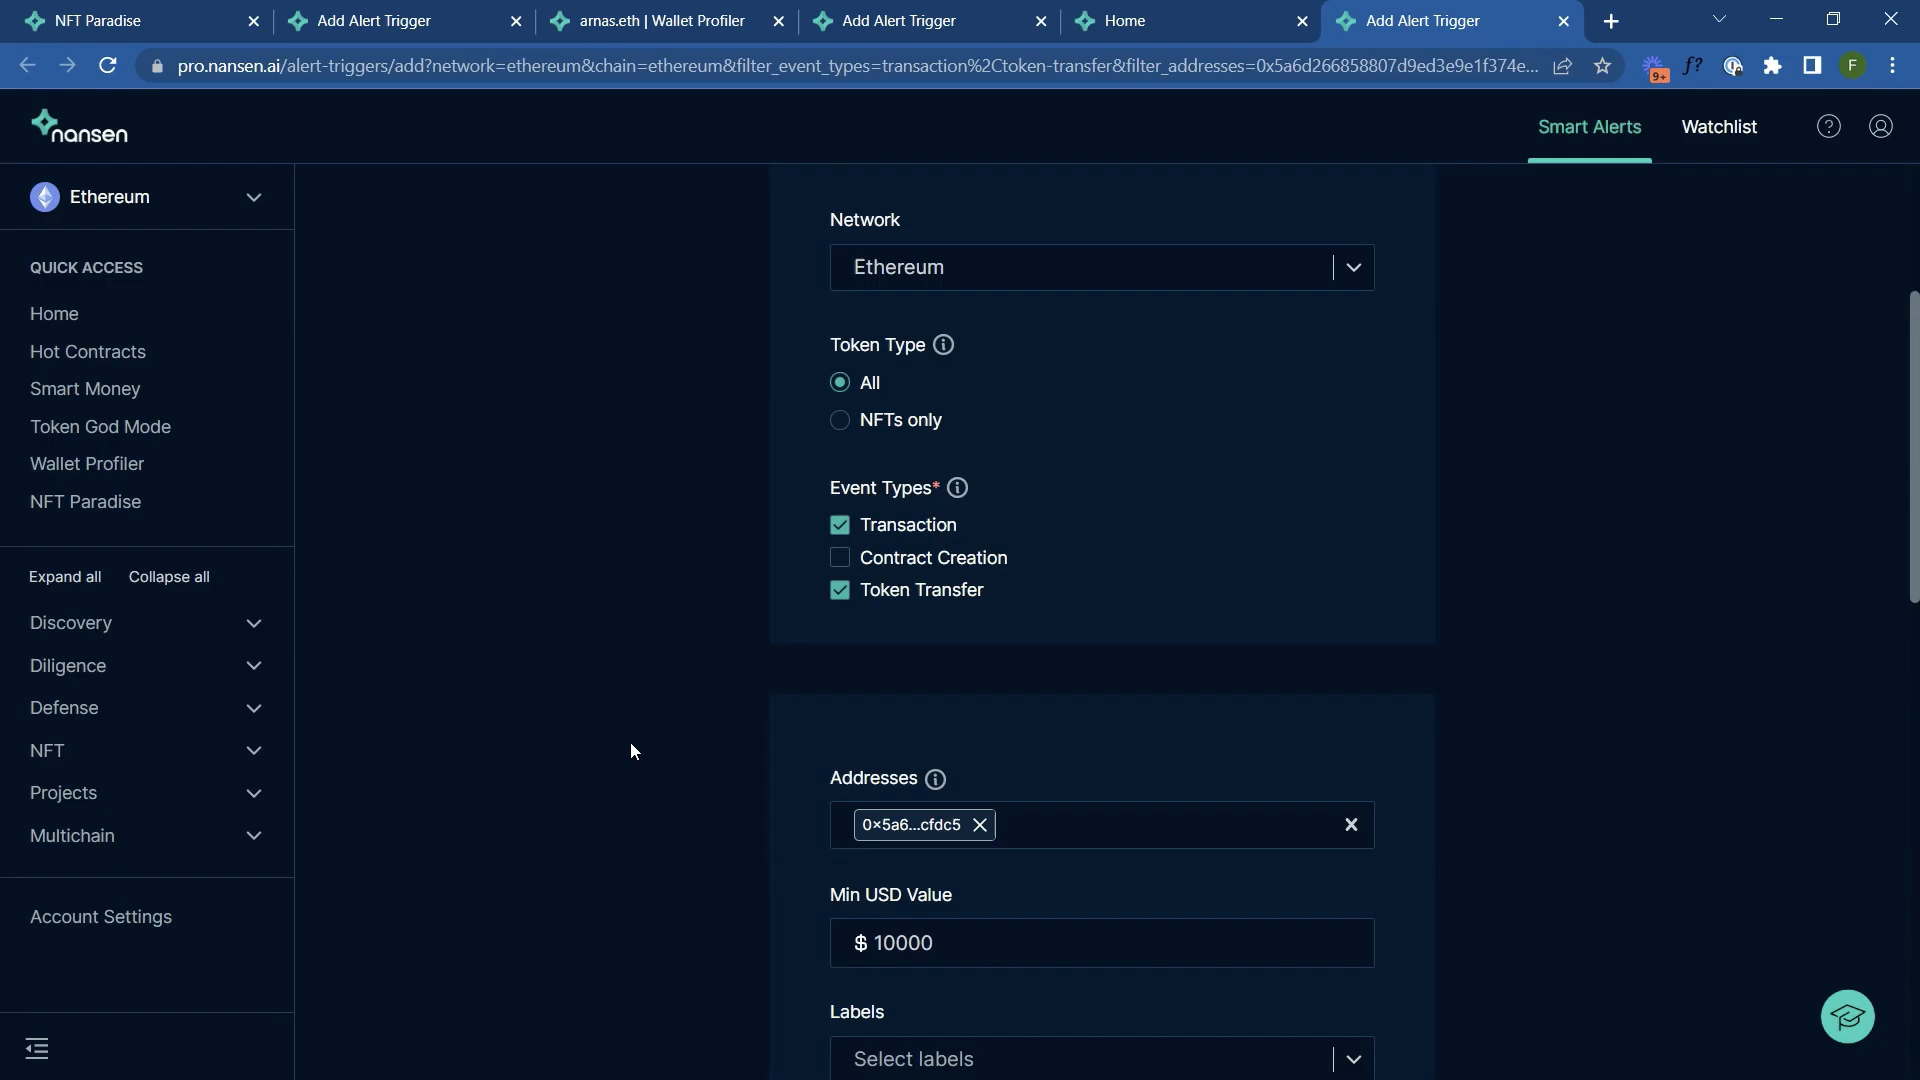 NFT Paradise
Add Alert Trigger
arnas.eth | Wallet Profiler
Add Alert Trigger
Home
Add Alert Trigger
pro.nansen.ai/alert-triggers/add?network=ethereum&chain=ethereum&filter_event_types=transaction%2Ctoken-transfer&filter_addresses=0x5a6d266858807d9ed3e9e1f374e...
9+
f?
F
nansen
Smart Alerts
Watchlist
?
Ethereum
QUICK ACCESS
Home
Hot Contracts
Smart Money
Token God Mode
Wallet Profiler
NFT Paradise
Expand all
Collapse all
Discovery
Diligence
Defense
NFT
Projects
Multichain
Account Settings
Network
Ethereum
Token Type
All
NFTs only
Event Types*
Transaction
Contract Creation
Token Transfer
Addresses
0×5a6...cfdc5
Min USD Value
$ 10000
Labels
Select labels